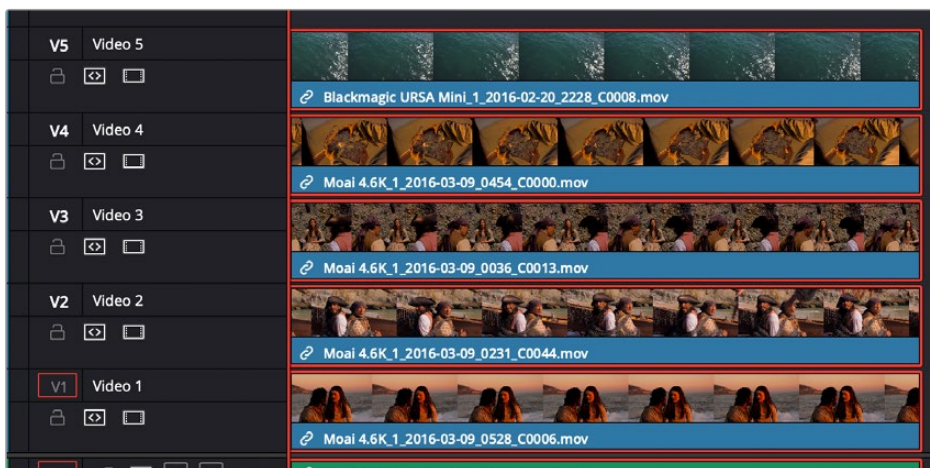 V5 Video 5
Blackmagic URSA Mini_1_2016-02-20_2228_C0008.mov
V4 Video 4
Moai 4.6K_1_2016-03-09_0454_C0000.mov
V3 Video 3
Moai 4.6K_1_2016-03-09_0036_C0013.mov
V2 Video 2
Moai 4.6K_1_2016-03-09_0231_C0044.mov
V1 Video 1
Moai 4.6K_1_2016-03-09_0528_C0006.mov